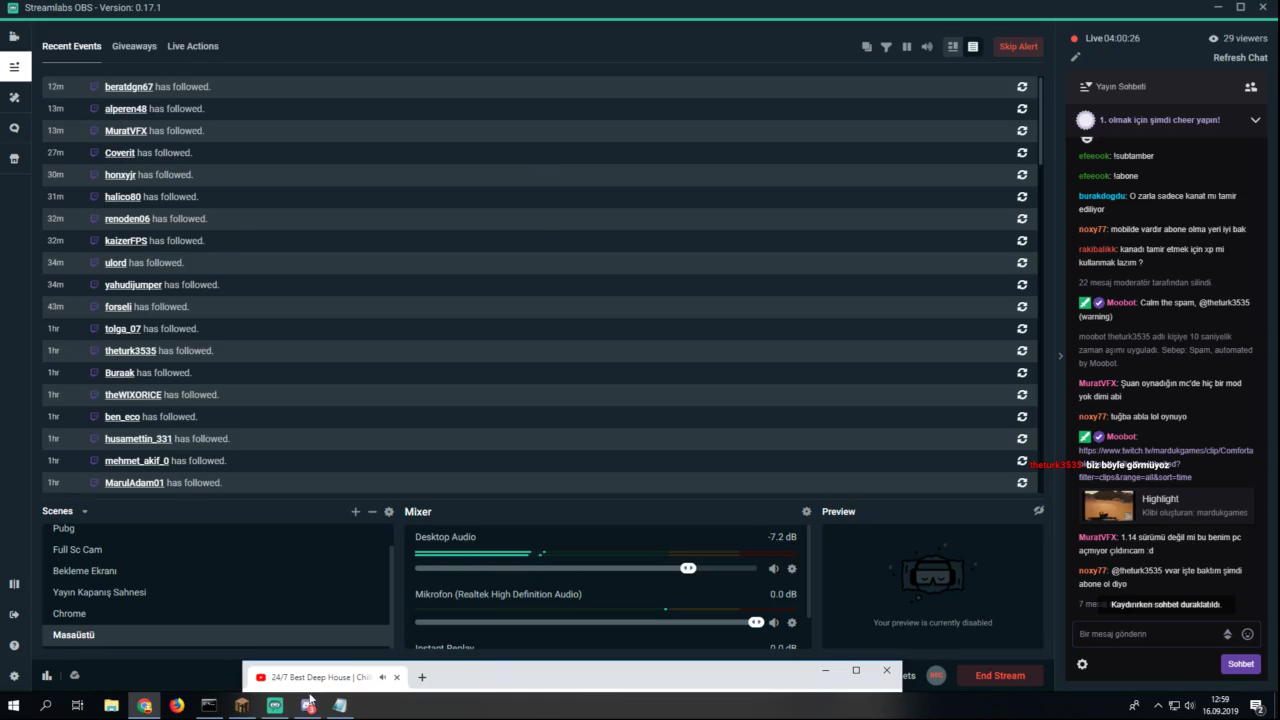 Streamlabs OBS - Version: 0.17.1
Recent Events
Giveaways
Live Actions
Skip Alert
12m beratdgn67 has followed.
13m alperen48 has followed.
13m MuratVFX has followed.
27m Coverit has followed.
30m honxyjr has followed.
31m halico80 has followed.
32m renoden06 has followed.
32m kaizerFPS has followed.
34m ulord has followed.
34m yahudijumper has followed.
43m forseli has followed.
1hr tolga_07 has followed.
1hr theturk3535 has followed.
1hr Buraak has followed.
1hr theWIXORICE has followed.
1hr ben_eco has followed.
1hr husamettin_331 has followed.
1hr mehmet_akif_0 has followed.
1hr MarulAdam01 has followed.
Scenes
Pubg
Full Sc Cam
Bekleme Ekranı
Yayın Kapanış Sahnesi
Chrome
Masaüstü
Mixer
Desktop Audio -7.2 dB
Mikrofon (Realtek High Definition Audio) 0.0 dB
Instant Replay
Preview
Your preview is currently disabled
Live 04:00:26
29 viewers
Refresh Chat
Yayın Sohbeti
1. olmak için şimdi cheer yapın!
efeeook: !subtamber
efeeook: !abone
burakdogdu: O zarla sadece kanat mı tamir
ediliyor
noxy77: mobilde vardır abone olma yeri iyi bak
rakibalikk: kanadı tamir etmek için xp mi
kullanmak lazım ?
22 mesaj moderatör tarafından silindi.
Moobot: Calm the spam, @theturk3535
(warning)
moobot theturk3535 adlı kişiye 10 saniyelik
zaman aşımı uyguladı. Sebep: Spam, automated
by Moobot.
MuratVFX: Şuan oynadığın mc'de hiç bir mod
yok dimi abi
noxy77: tuğba abla lol oynuyo
Moobot:
https://www.twitch.tv/mardukgames/clip/Comforta
theturk3535 biz böyle görmüyoz
filter=clips&range=all&sort=time
Highlight
Klibi oluşturan: mardukgames
MuratVFX: 1.14 sürümü değil mi bu benim pc
açmıyor çıldırıcam :d
noxy77: @theturk3535 vvar işte baktım şimdi
abone ol diyo
7 mesa
Kaydırırken sohbet duraklatıldı.
Bir mesaj gönderin
Sohbet
24/7 Best Deep House | Chil
ets
REC
End Stream
12:59
16.09.2019
3
2